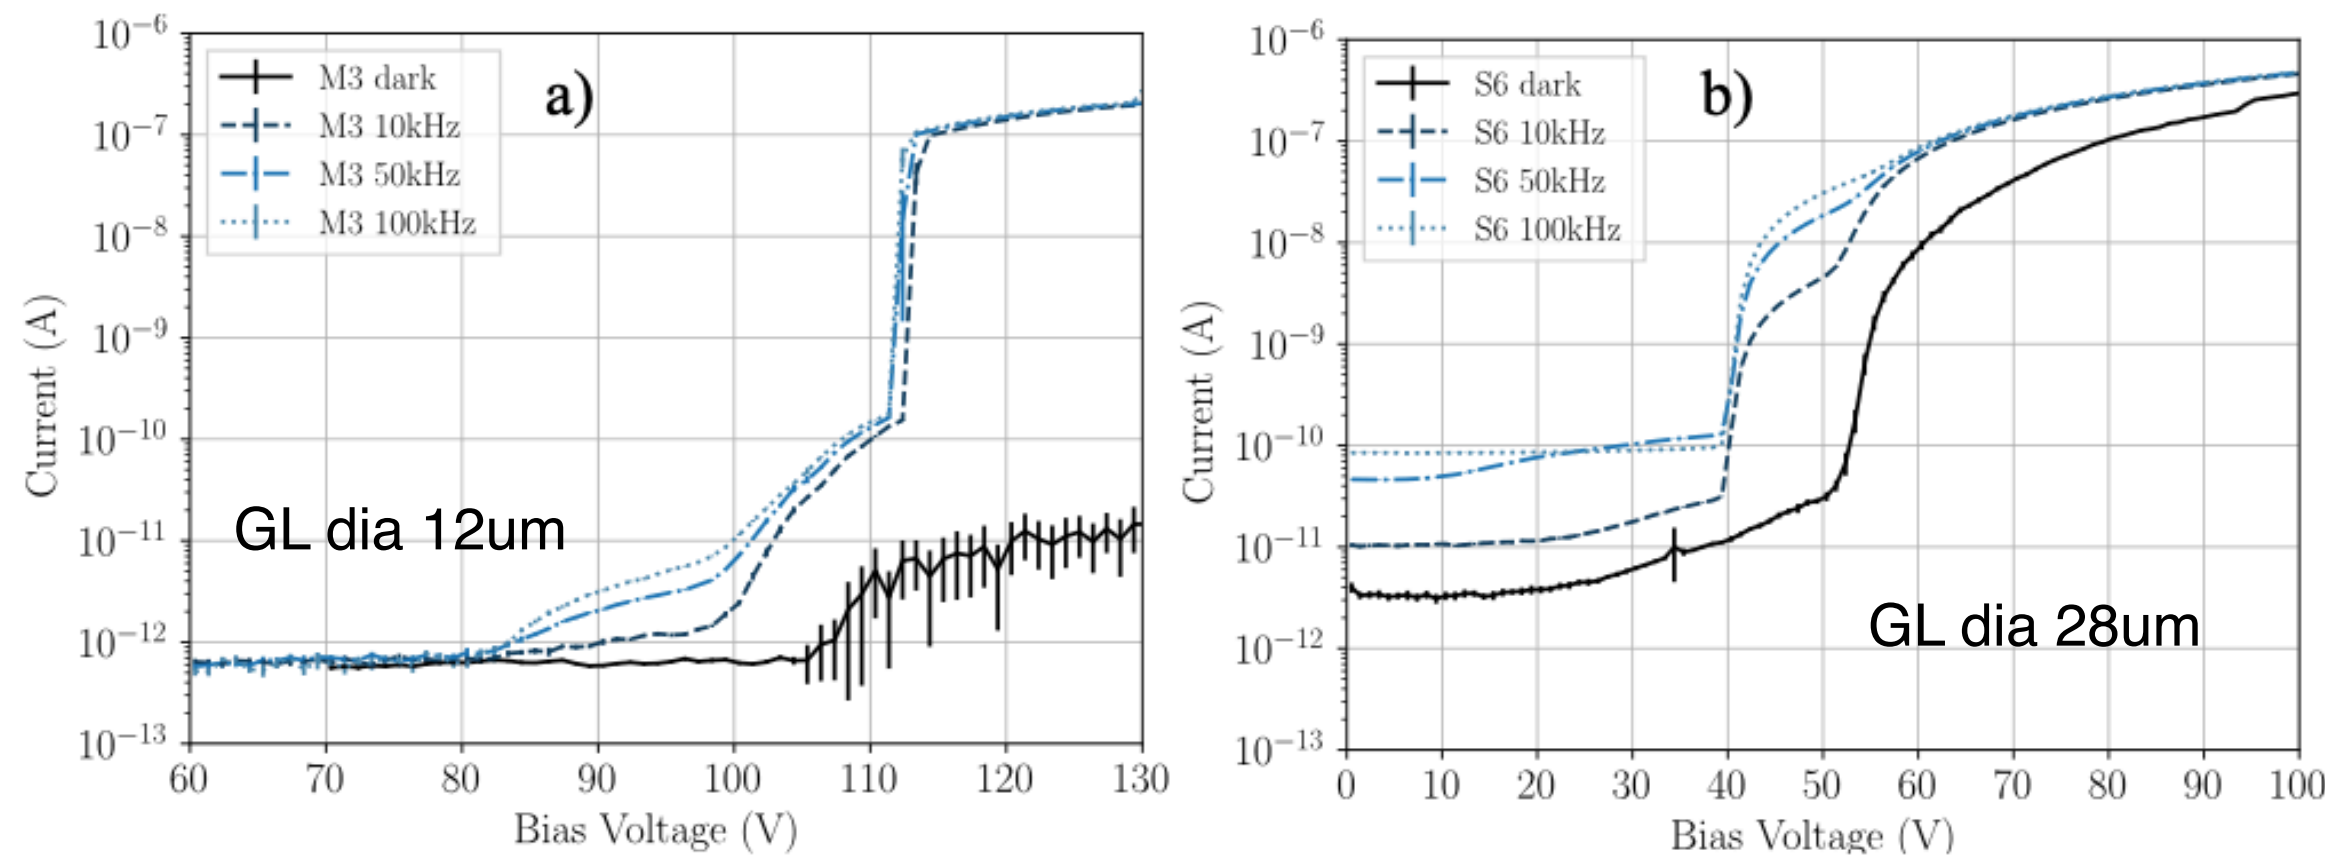 a)
M3 dark
M3 10kHz
M3 50kHz
M3 100kHz
GL dia 12um
Current (A)
10−6
10−7
10−8
10−9
10−10
10−11
10−12
10−13
60 70 80 90 100 110 120 130
Bias Voltage (V)
b)
S6 dark
S6 10kHz
S6 50kHz
S6 100kHz
GL dia 28um
Current (A)
10−6
10−7
10−8
10−9
10−10
10−11
10−12
10−13
0 10 20 30 40 50 60 70 80 90 100
Bias Voltage (V)